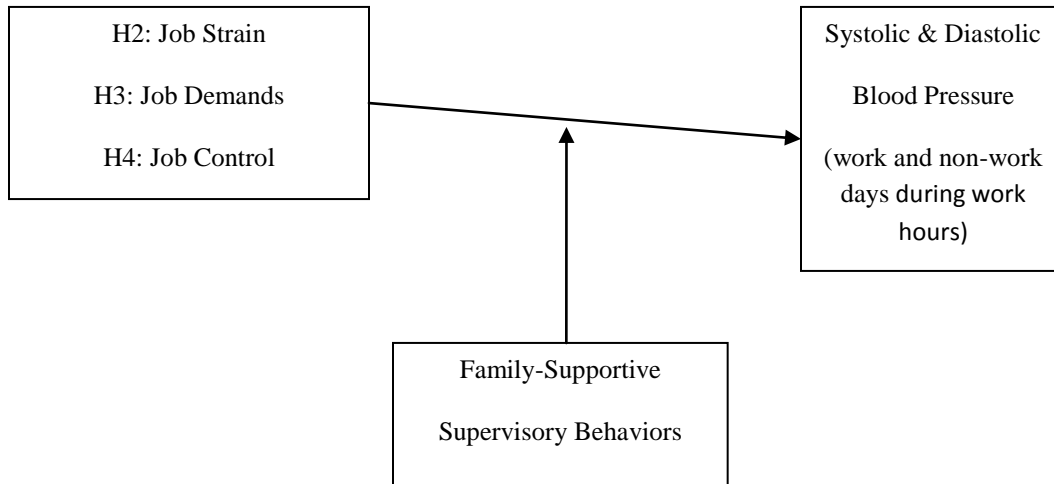 H2: Job Strain
H3: Job Demands
H4: Job Control
Systolic & Diastolic
Blood Pressure
(work and non-work
days during work
hours)
Family-Supportive
Supervisory Behaviors